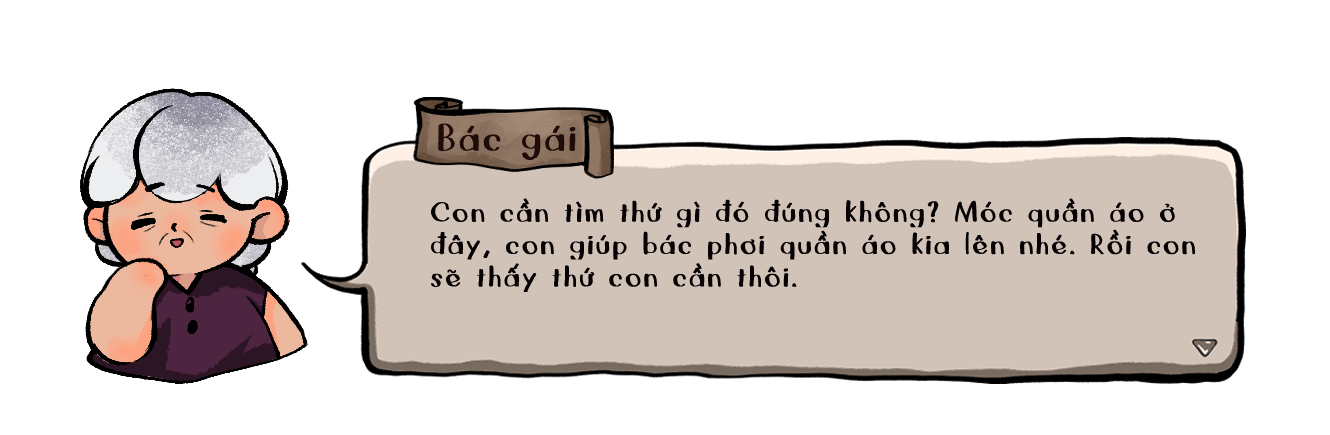 Bác gái
Con cần tìm thứ gì đó đúng không? Móc quần áo ở
đây, con giúp bác phơi quần áo kia lên nhé. Rồi con
sẽ thấy thứ con cần thôi.